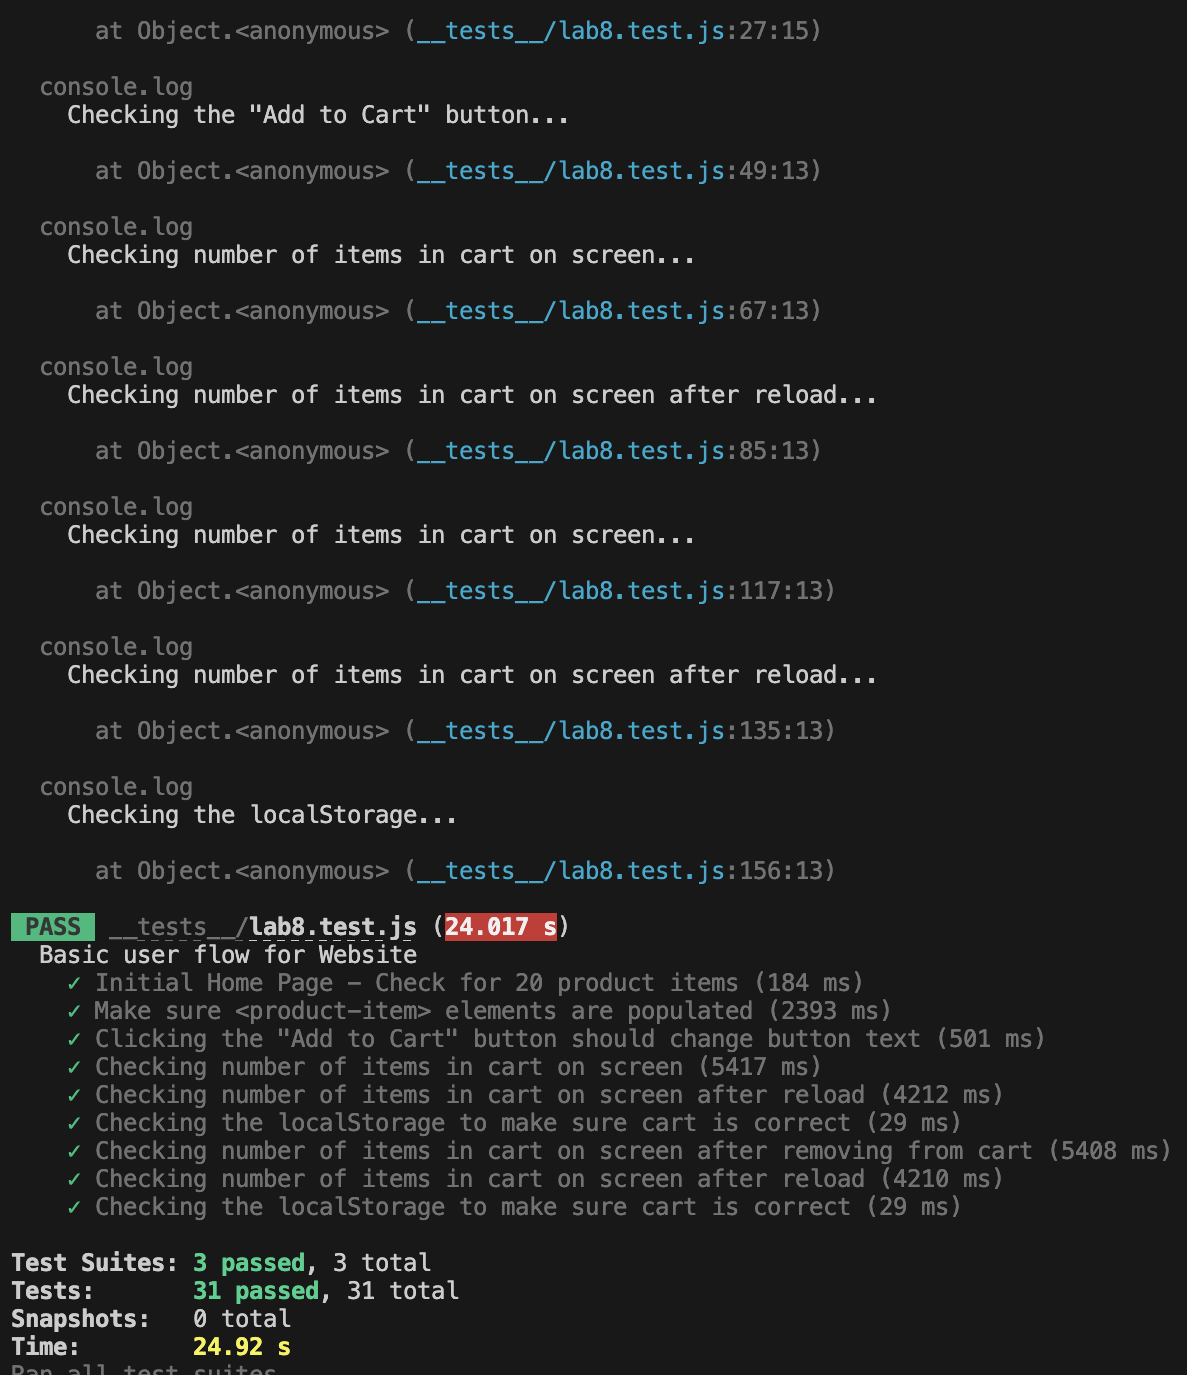 at Object.<anonymous> (__tests__/lab8.test.js:27:15)
console.log
Checking the "Add to Cart" button...
at Object.<anonymous> (__tests__/lab8.test.js:49:13)
console.log
Checking number of items in cart on screen...
at Object.<anonymous> (__tests__/lab8.test.js:67:13)
console.log
Checking number of items in cart on screen after reload...
at Object.<anonymous> (__tests__/lab8.test.js:85:13)
console.log
Checking number of items in cart on screen...
at Object.<anonymous> (__tests__/lab8.test.js:117:13)
console.log
Checking number of items in cart on screen after reload...
at Object.<anonymous> (__tests__/lab8.test.js:135:13)
console.log
Checking the localStorage...
at Object.<anonymous> (__tests__/lab8.test.js:156:13)
PASS __tests__/lab8.test.js (24.017 s)
Basic user flow for Website
✓ Initial Home Page – Check for 20 product items (184 ms)
✓ Make sure <product-item> elements are populated (2393 ms)
✓ Clicking the "Add to Cart" button should change button text (501 ms)
✓ Checking number of items in cart on screen (5417 ms)
✓ Checking number of items in cart on screen after reload (4212 ms)
✓ Checking the localStorage to make sure cart is correct (29 ms)
✓ Checking number of items in cart on screen after removing from cart (5408 ms)
✓ Checking number of items in cart on screen after reload (4210 ms)
✓ Checking the localStorage to make sure cart is correct (29 ms)
Test Suites: 3 passed, 3 total
Tests: 31 passed, 31 total
Snapshots: 0 total
Time: 24.92 s
Ran all test suites.